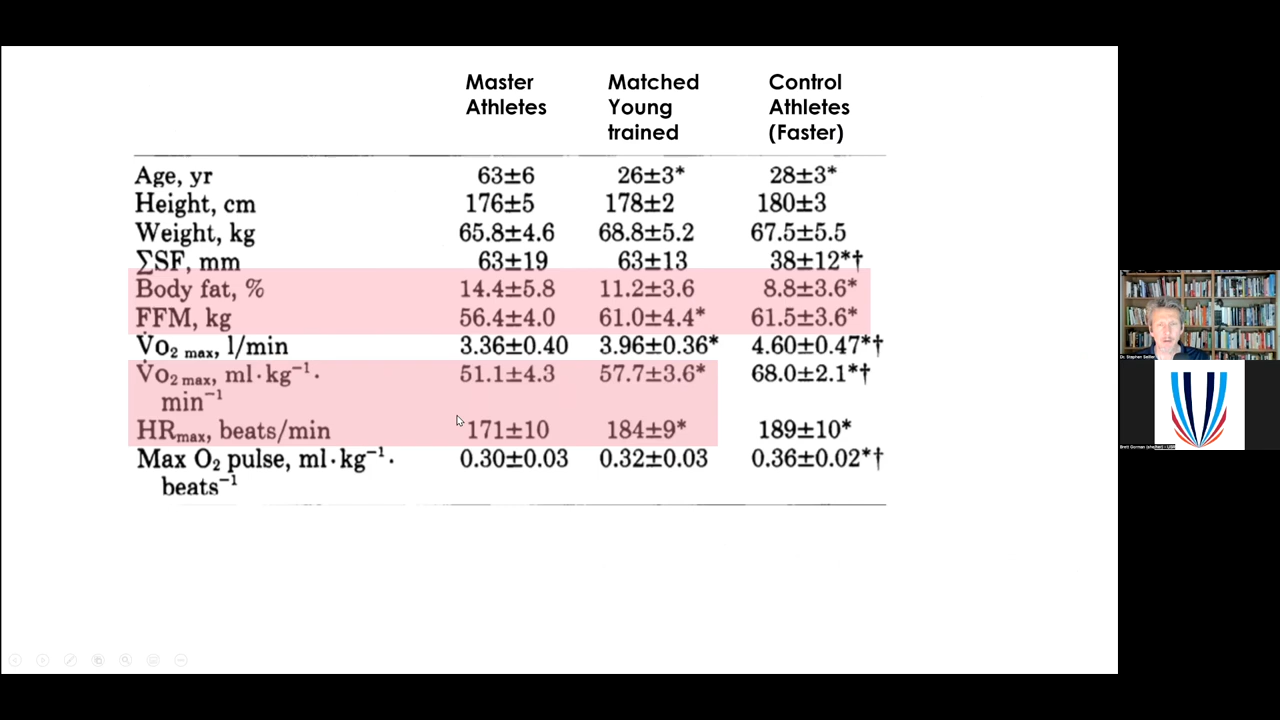 Master Athletes
Matched Young trained
Control Athletes (Faster)
Age, yr 63±6 26±3* 28±3*
Height, cm 176±5 178±2 180±3
Weight, kg 65.8±4.6 68.8±5.2 67.5±5.5
∑SF, mm 63±19 63±13 38±12*†
Body fat, % 14.4±5.8 11.2±3.6 8.8±3.6*
FFM, kg 56.4±4.0 61.0±4.4* 61.5±3.6*
V̇O₂ max, l/min 3.36±0.40 3.96±0.36* 4.60±0.47*†
V̇O₂ max, ml·kg⁻¹· 51.1±4.3 57.7±3.6* 68.0±2.1*†
min⁻¹
HRmax, beats/min 171±10 184±9* 189±10*
Max O₂ pulse, ml·kg⁻¹· 0.30±0.03 0.32±0.03 0.36±0.02*†
beats⁻¹
Dr. Stephen Seiler